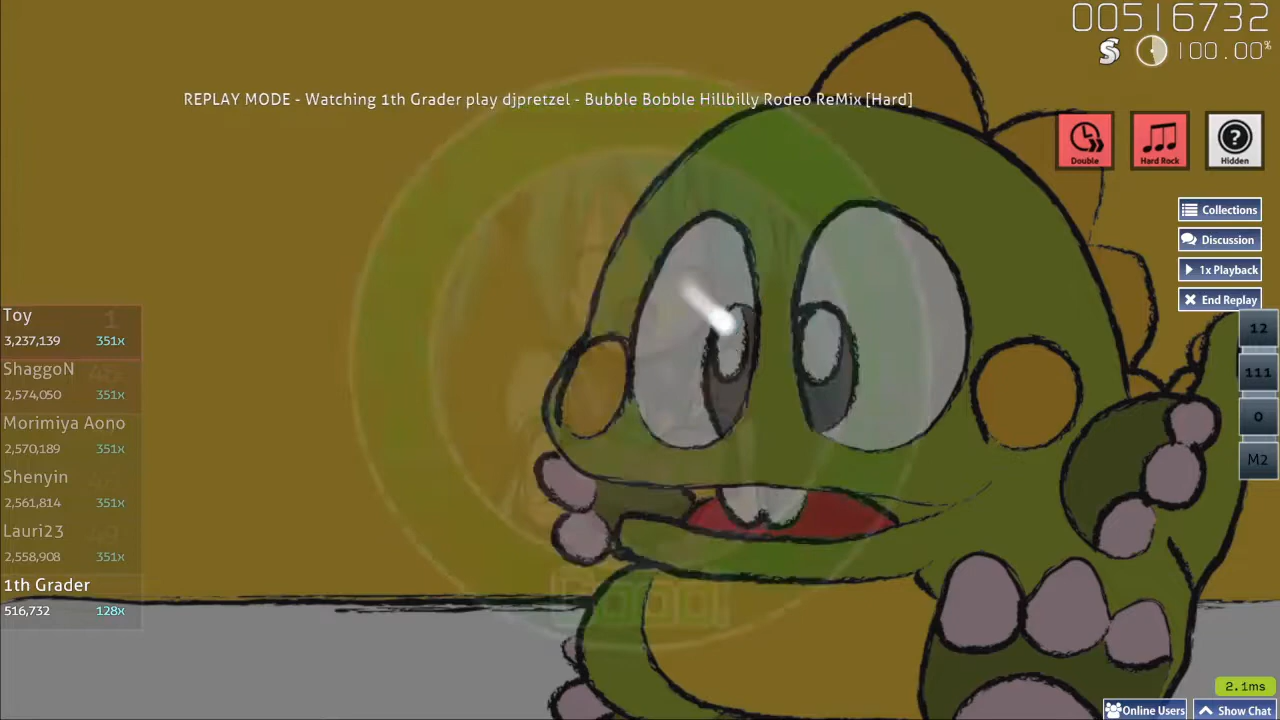 00516732
S 100.00%
REPLAY MODE - Watching 1th Grader play djpretzel - Bubble Bobble Hillbilly Rodeo ReMix [Hard]
Double
Hard Rock
?
Hidden
Collections
Discussion
1x Playback
End Replay
12
111
0
M2
Toy
1
3,237,139 351x
ShaggoN
2,574,050 351x
Morimiya Aono
2,570,189 351x
Shenyin
2,561,814 351x
Lauri23
2,558,908 351x
1th Grader
516,732 128x
2.1ms
Online Users
Show Chat